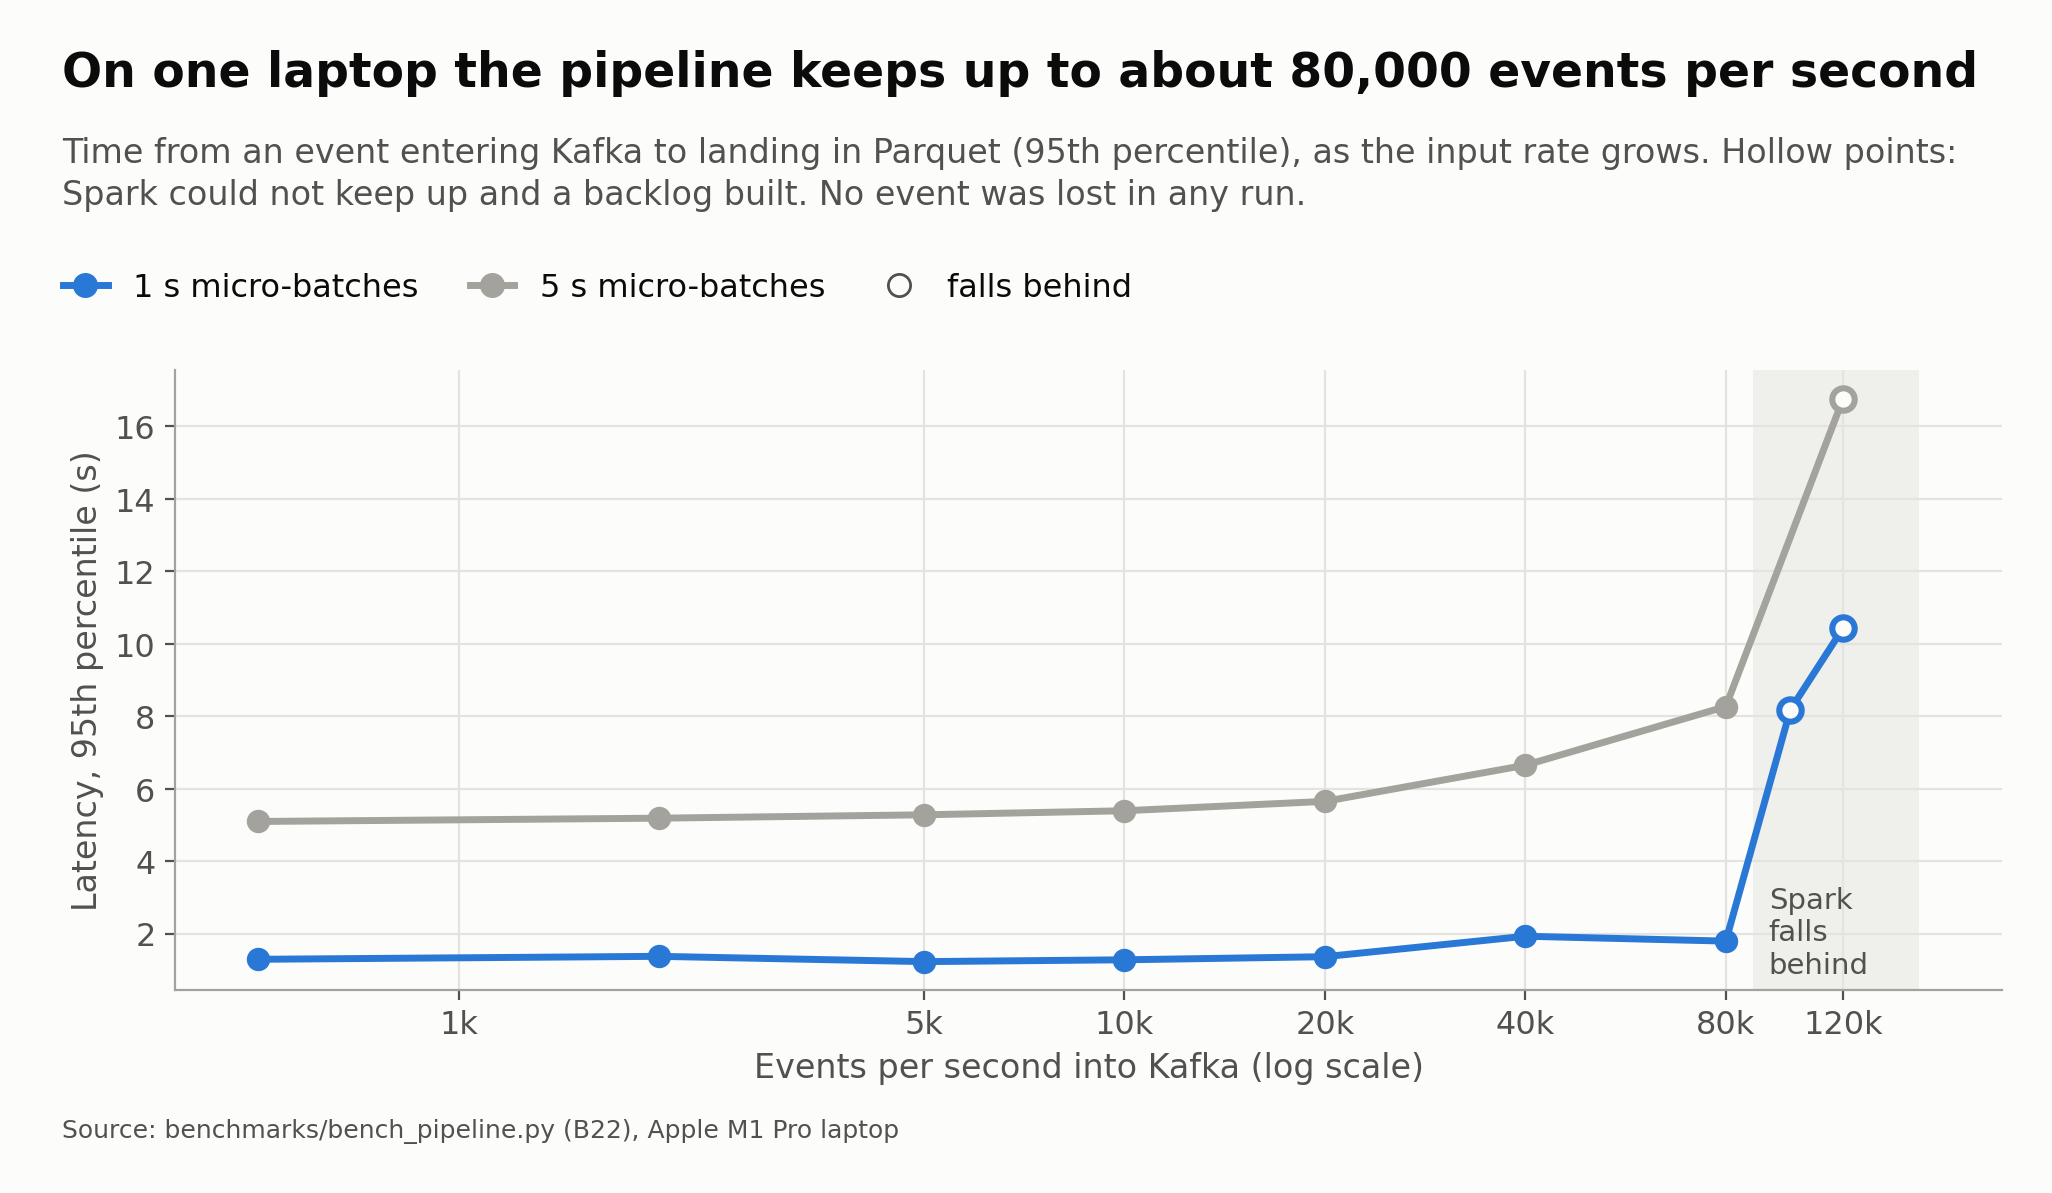 On one laptop the pipeline keeps up to about 80,000 events per second
Time from an event entering Kafka to landing in Parquet (95th percentile), as the input rate grows. Hollow points:
Spark could not keep up and a backlog built. No event was lost in any run.
1 s micro-batches
5 s micro-batches
falls behind
Latency, 95th percentile (s)
16
14
12
10
8
6
4
2
Spark
falls
behind
1k
5k
10k
20k
40k
80k
120k
Events per second into Kafka (log scale)
Source: benchmarks/bench_pipeline.py (B22), Apple M1 Pro laptop